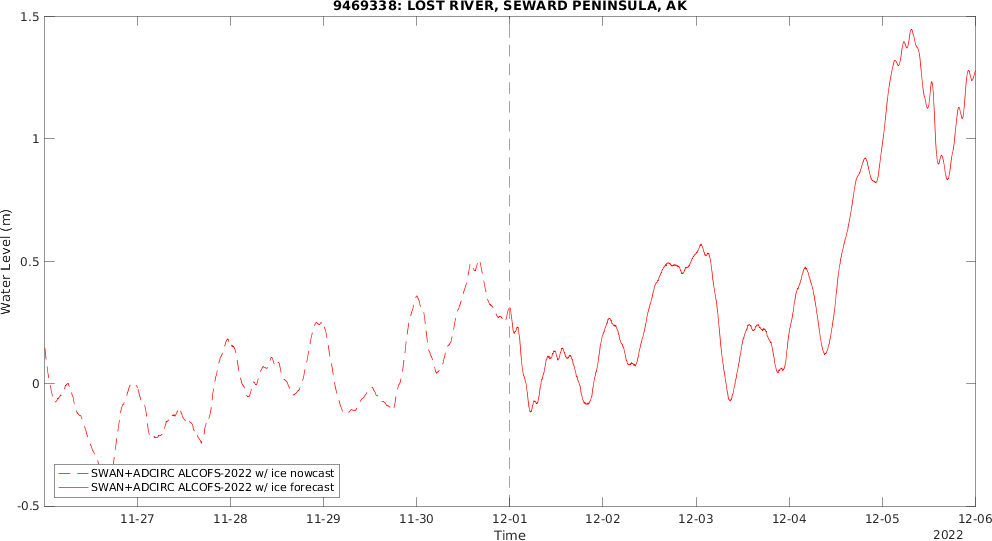 9469338: LOST RIVER, SEWARD PENINSULA, AK
Water Level (m)
1.5
1
0.5
0
-0.5
SWAN+ADCIRC ALCOFS-2022 w/ ice nowcast
SWAN+ADCIRC ALCOFS-2022 w/ ice forecast
11-27 11-28 11-29 11-30 12-01 12-02 12-03 12-04 12-05 12-06
Time
2022